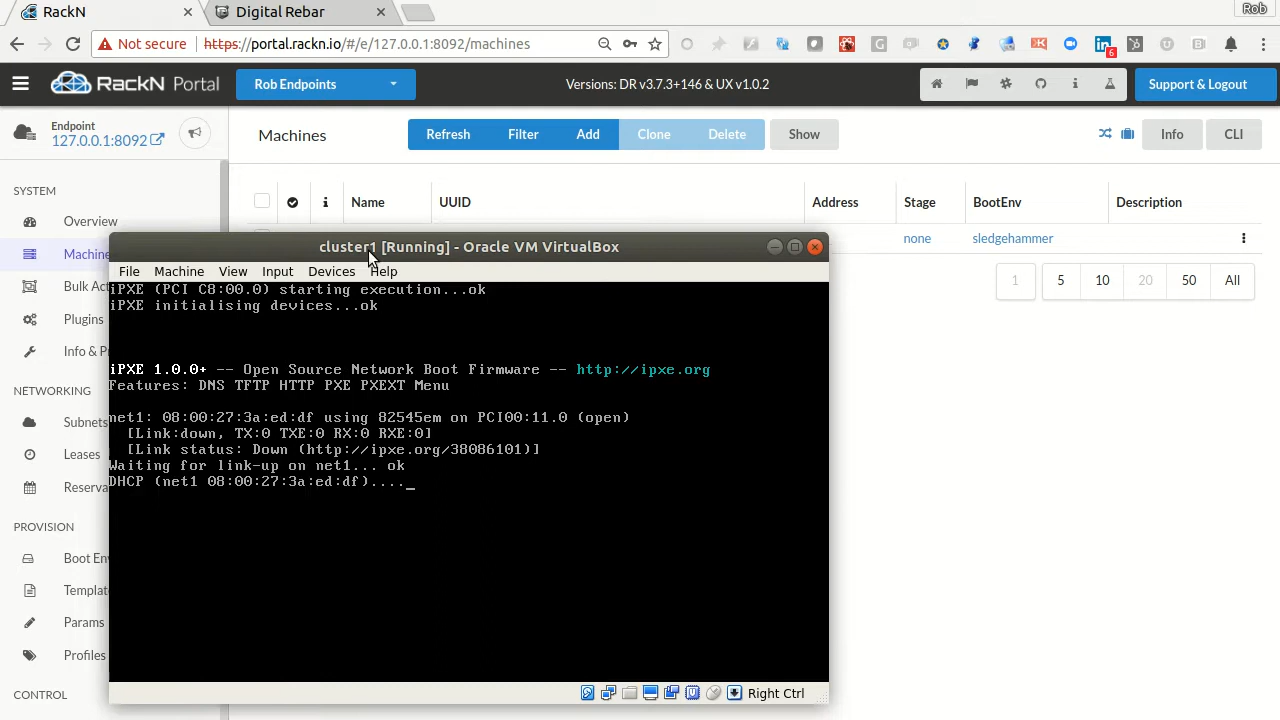 RackN
Digital Rebar
Rob
Not secure
https://portal.rackn.io/#/e/127.0.0.1:8092/machines
6
RackN Portal
Rob Endpoints
Versions: DR v3.7.3+146 & UX v1.0.2
Support & Logout
Endpoint
127.0.0.1:8092
Machines
Refresh
Filter
Add
Clone
Delete
Show
Info
CLI
SYSTEM
Overview
Machine
Bulk Act
Plugins
Info & P
NETWORKING
Subnets
Leases
Reserva
PROVISION
Boot Env
Templat
Params
Profiles
CONTROL
Name
UUID
Address
Stage
BootEnv
Description
none
sledgehammer
1
5
10
20
50
All
cluster1 [Running] - Oracle VM VirtualBox
File Machine View Input Devices Help
iPXE (PCI C8:00.0) starting execution...ok
iPXE initialising devices...ok
iPXE 1.0.0+ -- Open Source Network Boot Firmware -- http://ipxe.org
Features: DNS TFTP HTTP PXE PXEXT Menu
net1: 08:00:27:3a:ed:df using 82545em on PCI00:11.0 (open)
[Link:down, TX:0 TXE:0 RX:0 RXE:0]
[Link status: Down (http://ipxe.org/38086101)]
Waiting for link-up on net1... ok
DHCP (net1 08:00:27:3a:ed:df)...._
Right Ctrl